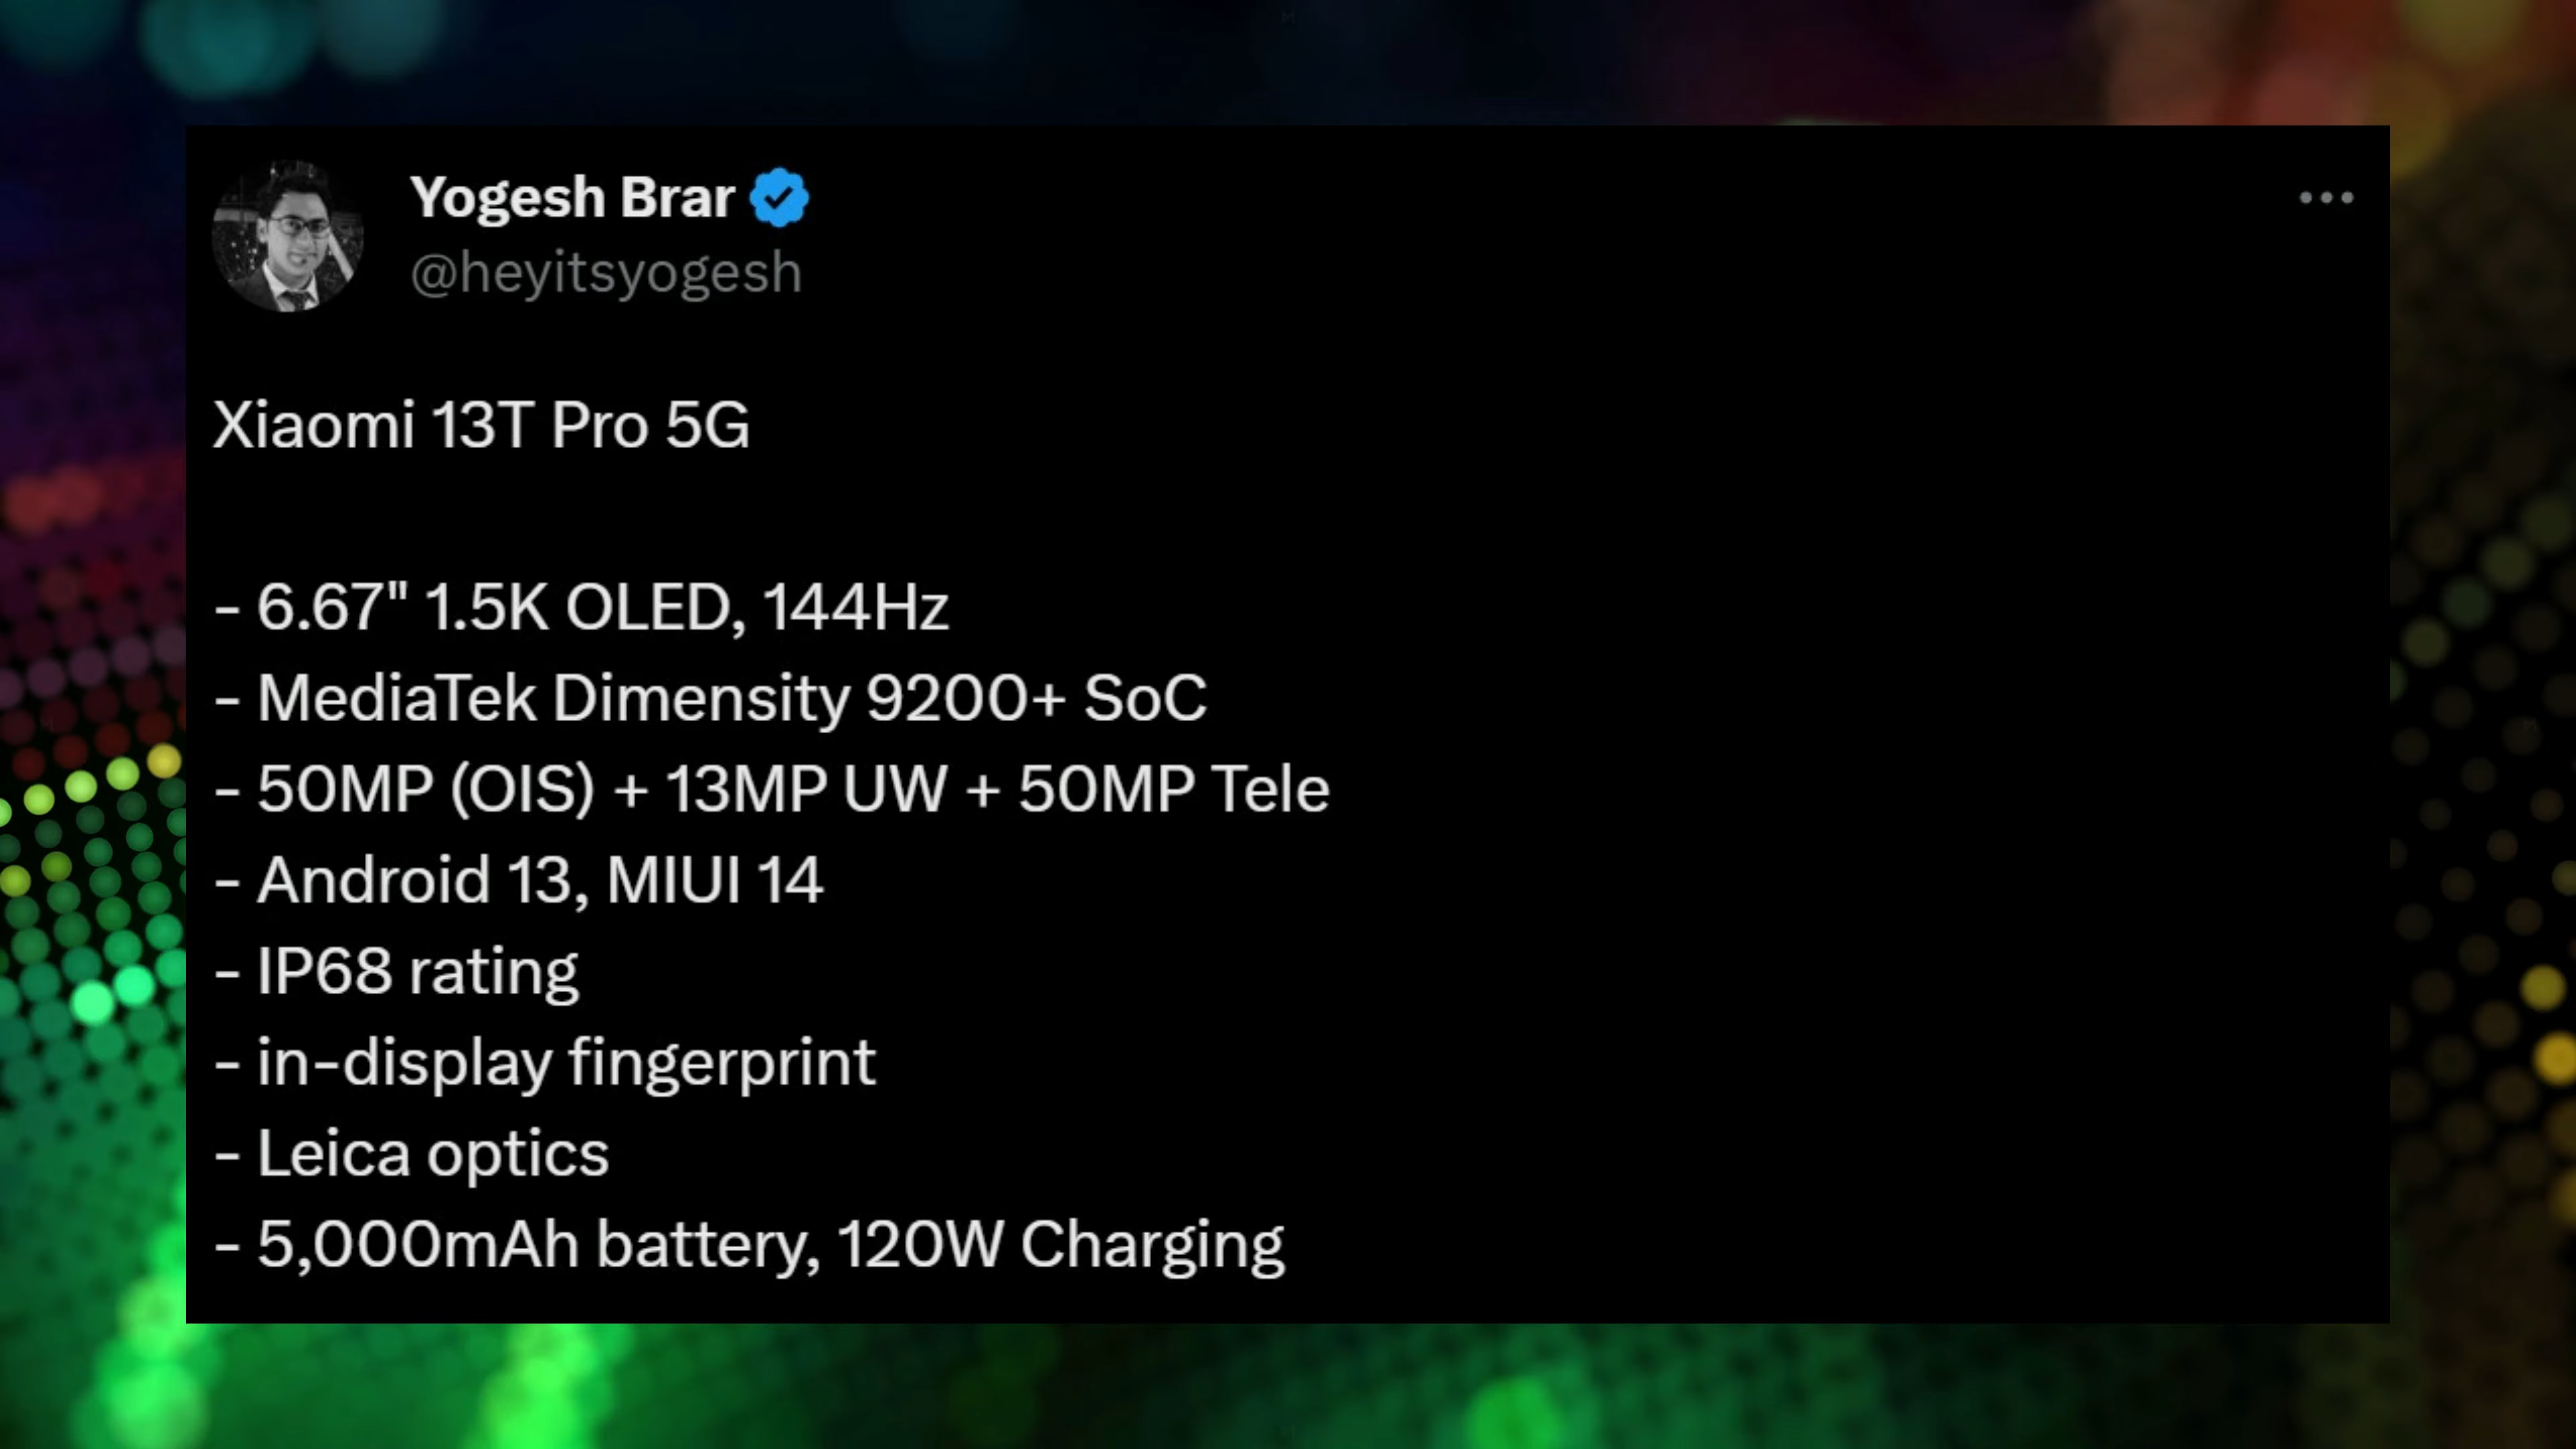 Yogesh Brar
@heyitsyogesh
Xiaomi 13T Pro 5G
- 6.67" 1.5K OLED, 144Hz
- MediaTek Dimensity 9200+ SoC
- 50MP (OIS) + 13MP UW + 50MP Tele
- Android 13, MIUI 14
- IP68 rating
- in-display fingerprint
- Leica optics
- 5,000mAh battery, 120W Charging